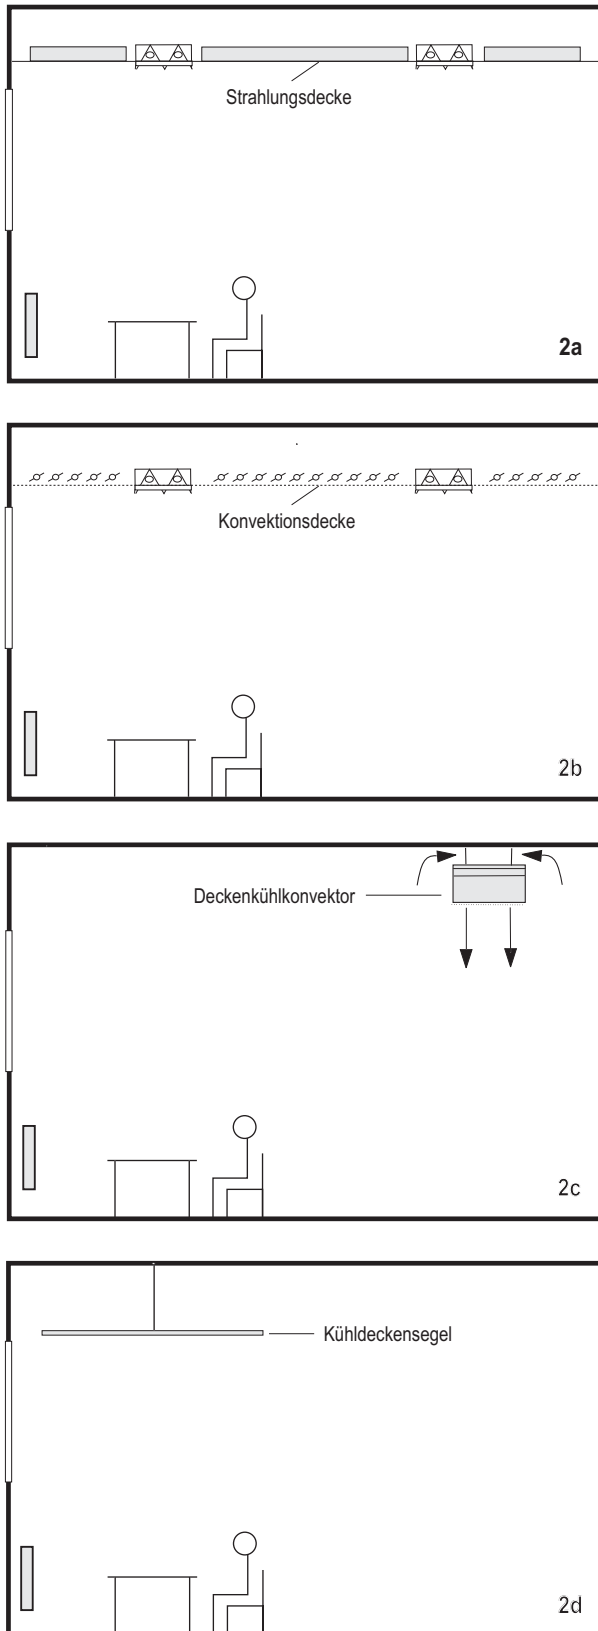 Strahlungsdecke
2a
Konvektionsdecke
2b
Deckenkühlkonvektor
2c
Kühldeckensegel
2d